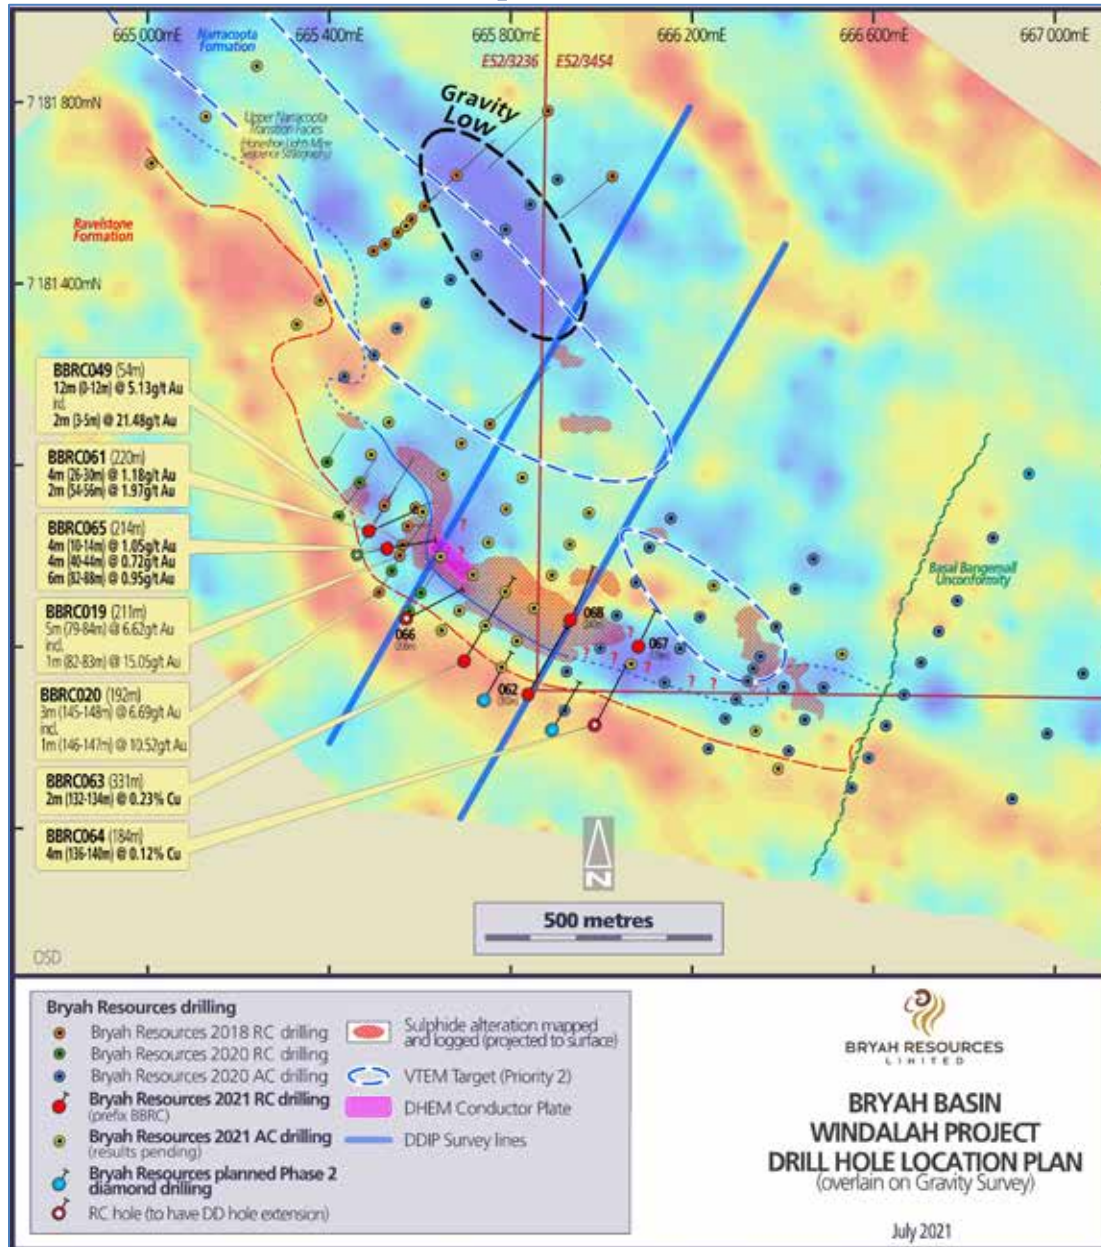 665 000mE
665 400mE
665 800mE
666 200mE
666 600mE
667 000mE
Narracoota
Formation
E52/3236
E52/3454
7 181 800mN
Gravity
Low
Upper Narracoota
Transition Facies
(Horseshoe Lights Mine
Sequence Stratigraphy)
Ravelstone
Formation
7 181 400mN
BBRC049 (54m)
12m (0-12m) @ 5.13g/t Au
incl.
2m (3-5m) @ 21.48g/t Au
BBRC061 (220m)
4m (26-30m) @ 1.18g/t Au
2m (54-56m) @ 1.97g/t Au
BBRC065 (214m)
4m (10-14m) @ 1.05g/t Au
4m (40-44m) @ 0.72g/t Au
6m (82-88m) @ 0.95g/t Au
BBRC019 (211m)
5m (79-84m) @ 6.62g/t Au
incl.
1m (82-83m) @ 15.05g/t Au
BBRC020 (192m)
3m (145-148m) @ 6.69g/t Au
incl.
1m (146-147m) @ 10.52g/t Au
BBRC063 (331m)
2m (132-134m) @ 0.23% Cu
BBRC064 (184m)
4m (136-140m) @ 0.12% Cu
Basal Bangemall
Unconformity
? ? ? ? ? ? ? ?
068
067
066
062
N
500 metres
OSD
Bryah Resources drilling
Bryah Resources 2018 RC drilling
Bryah Resources 2020 RC drilling
Bryah Resources 2020 AC drilling
Bryah Resources 2021 RC drilling
(prefix BBRC)
Bryah Resources 2021 AC drilling
(results pending)
Bryah Resources planned Phase 2
diamond drilling
RC hole (to have DD hole extension)
Sulphide alteration mapped
and logged (projected to surface)
VTEM Target (Priority 2)
DHEM Conductor Plate
DDIP Survey lines
BRYAH RESOURCES
LIMITED
BRYAH BASIN
WINDALAH PROJECT
DRILL HOLE LOCATION PLAN
(overlain on Gravity Survey)
July 2021